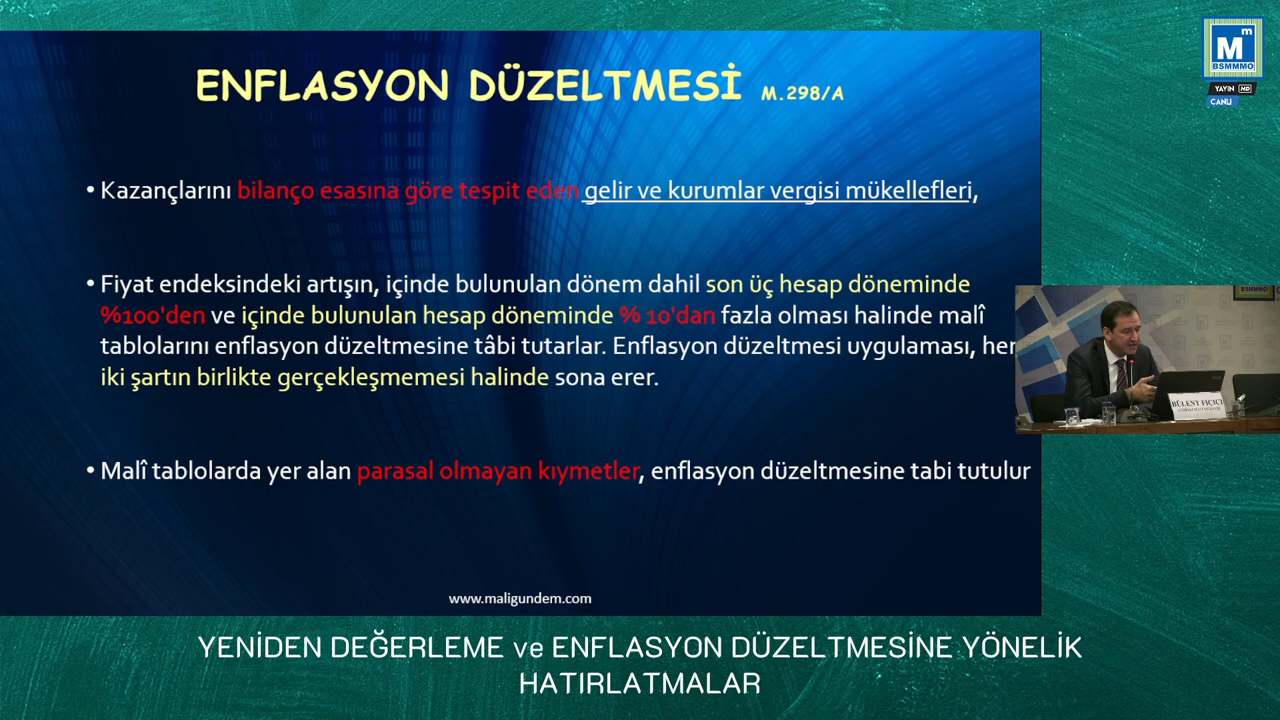 ENFLASYON DÜZELTMESİ M.298/A
• Kazançlarını bilanço esasına göre tespit eden gelir ve kurumlar vergisi mükellefleri,
• Fiyat endeksindeki artışın, içinde bulunulan dönem dahil son üç hesap döneminde
%100'den ve içinde bulunulan hesap döneminde % 10'dan fazla olması halinde malî
tablolarını enflasyon düzeltmesine tâbi tutarlar. Enflasyon düzeltmesi uygulaması, her
iki şartın birlikte gerçekleşmemesi halinde sona erer.
• Malî tablolarda yer alan parasal olmayan kıymetler, enflasyon düzeltmesine tabi tutulur
www.maligundem.com
Mm
BSMMMO
YAYIN HD
CANLI
BSMMMO
BÜLENT FIÇICI
YENİDEN DEĞERLEME ve ENFLASYON DÜZELTMESİNE YÖNELİK
HATIRLATMALAR